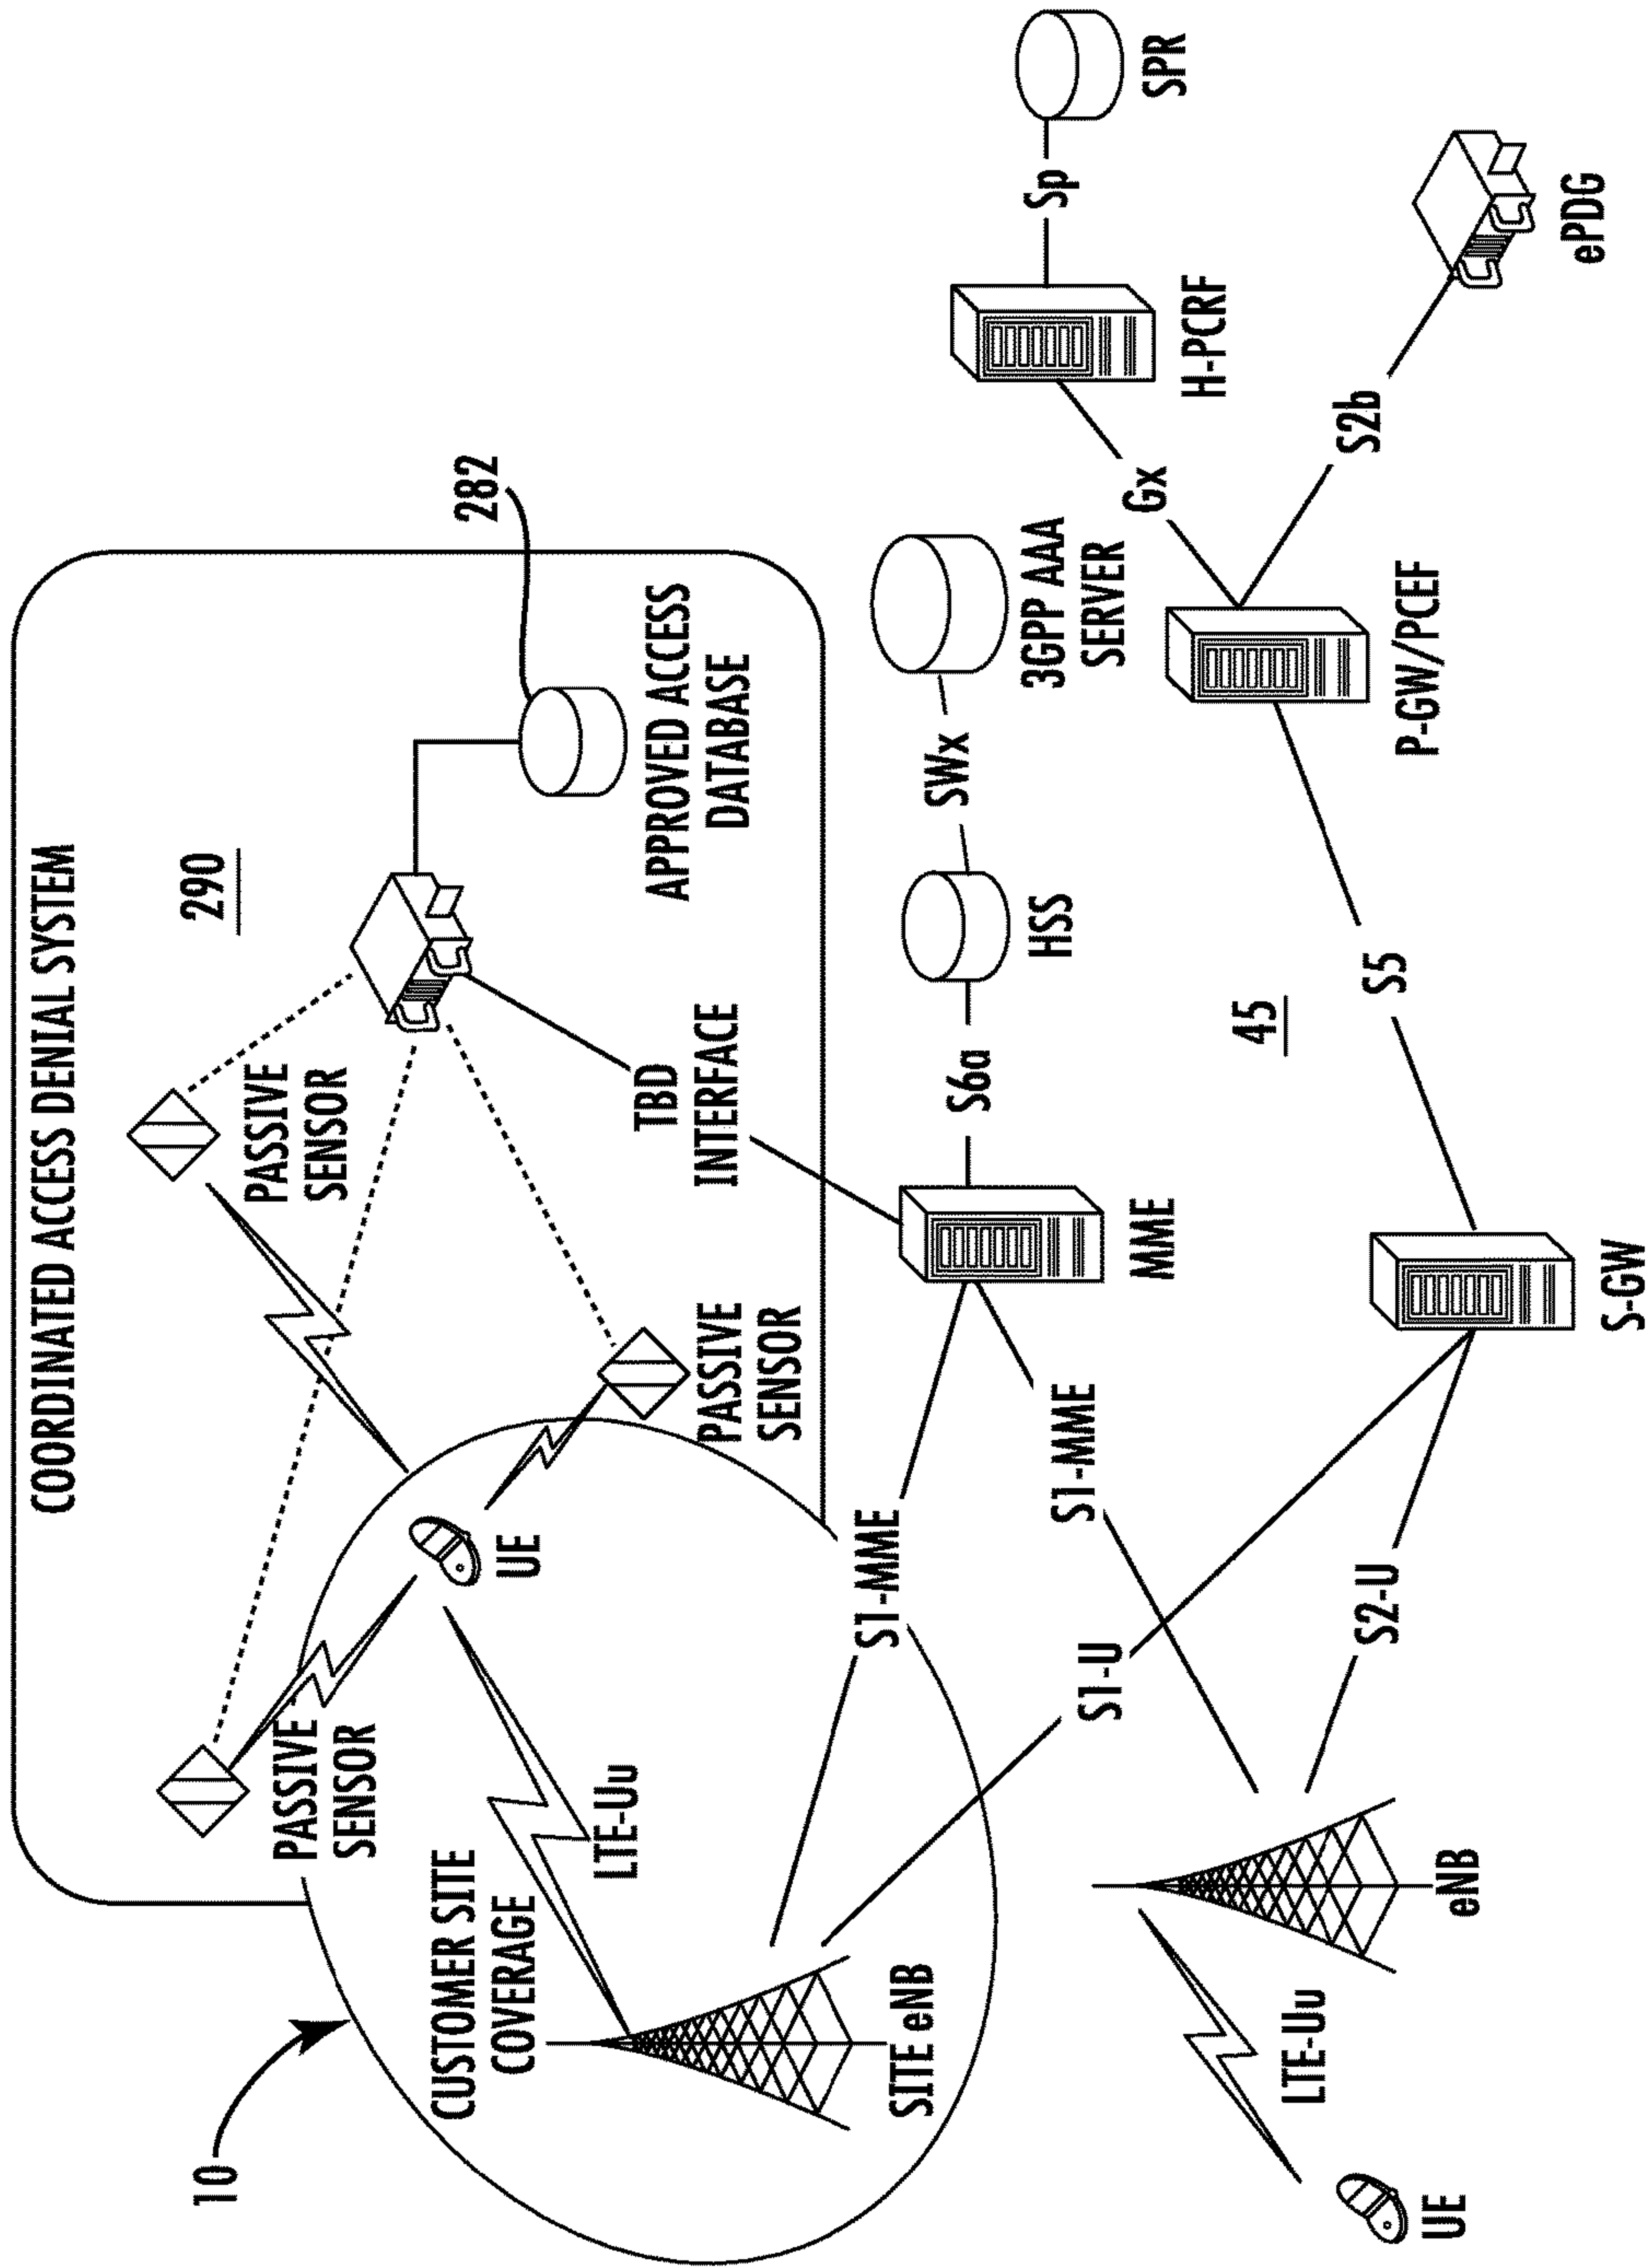 COORDINATED ACCESS DENIAL SYSTEM
10
290
282
PASSIVE
SENSOR
PASSIVE
SENSOR
PASSIVE
SENSOR
APPROVED ACCESS
DATABASE
UE
TBD
INTERFACE
CUSTOMER SITE
COVERAGE
LTE-Uu
SITE eNB
S1-MME
S1-MME
MME
S6a
HSS
SWx
3GPP AAA
SERVER
H-PCRF
Sp
SPR
Gx
S1-U
S2-U
45
S5
P-GW/PCEF
S2b
ePDG
S-GW
UE
LTE-Uu
eNB